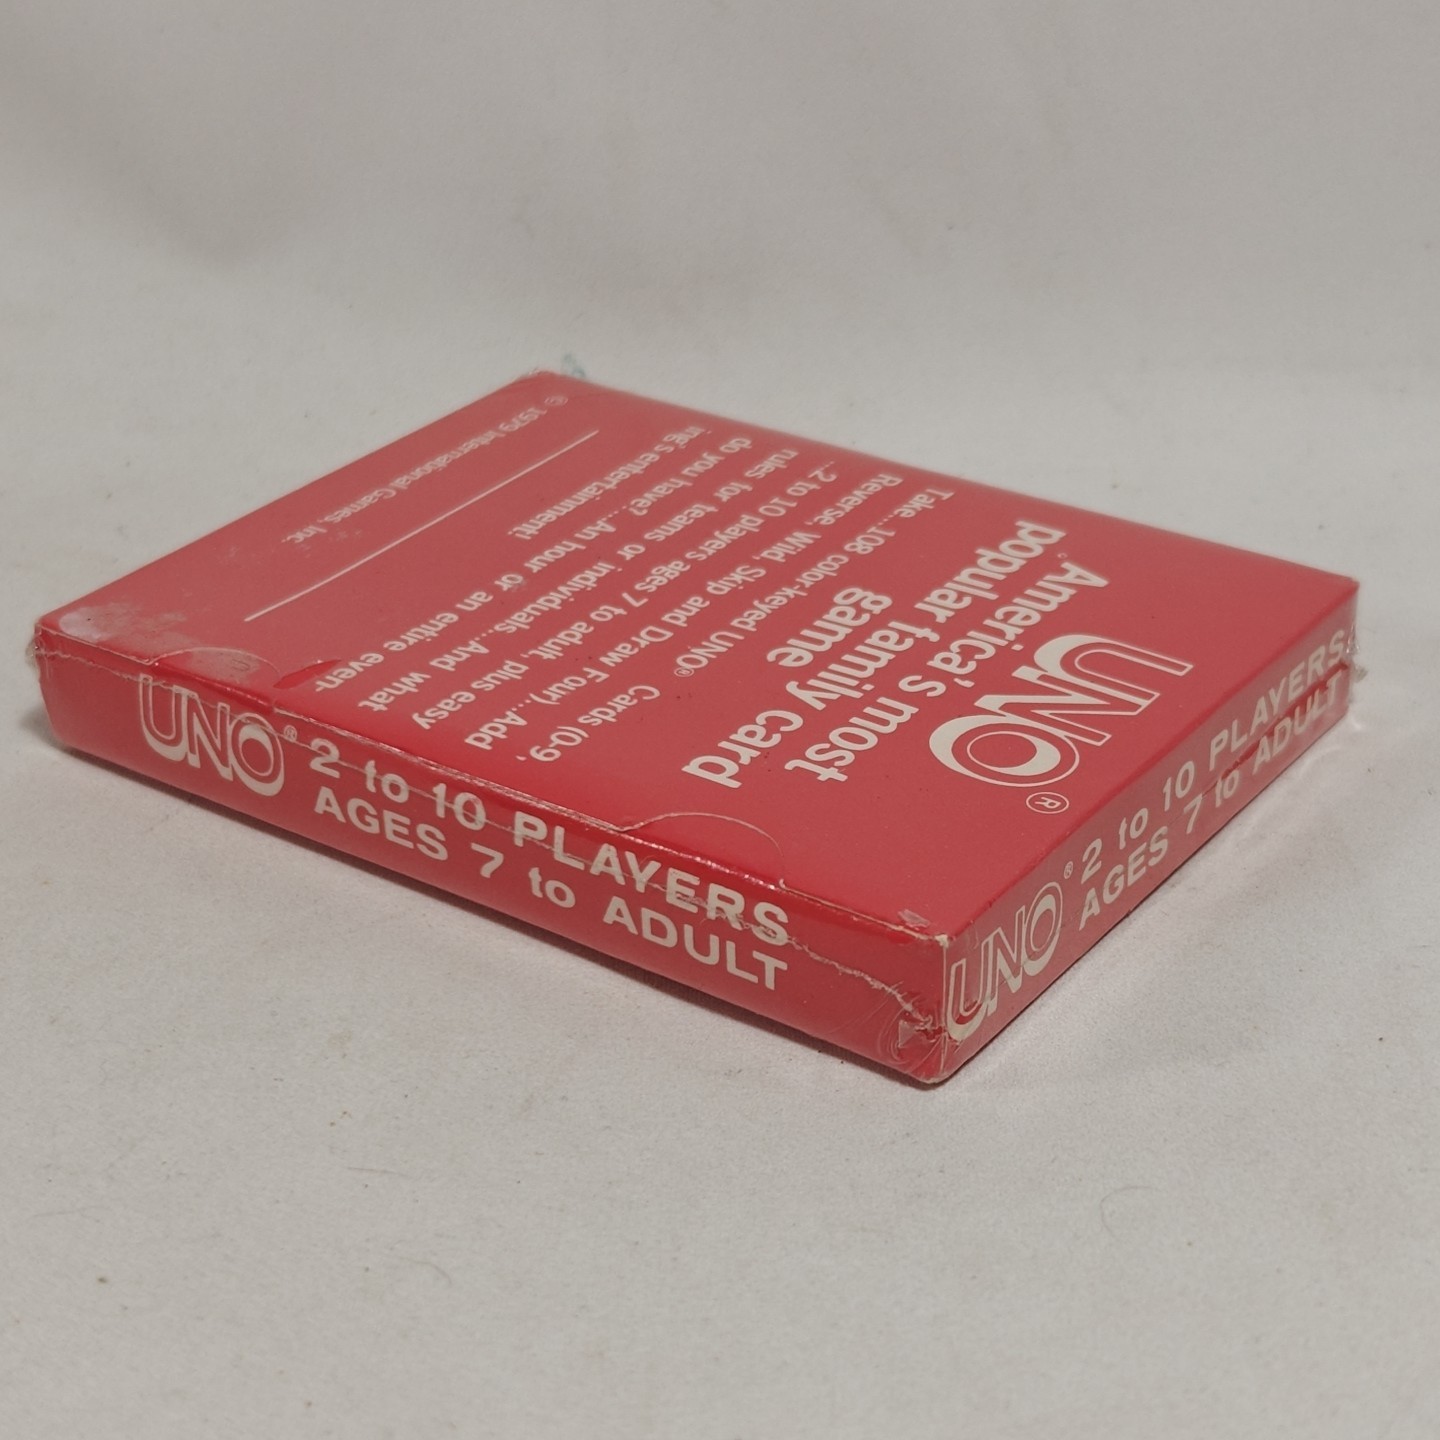 UNO®
America's most
popular family card
game
Take...108 color-keyed UNO® Cards (0-9,
Reverse, Wild, Skip and Draw Four)...Add
...2 to 10 players ages 7 to adult, plus easy
rules for teams or individuals...And what
do you have?...An hour or an entire even-
ing's entertainment!
© 1979 International Games, Inc.
UNO® 2 to 10 PLAYERS
AGES 7 to ADULT
UNO® 2 to 10 PLAYERS
AGES 7 to ADULT